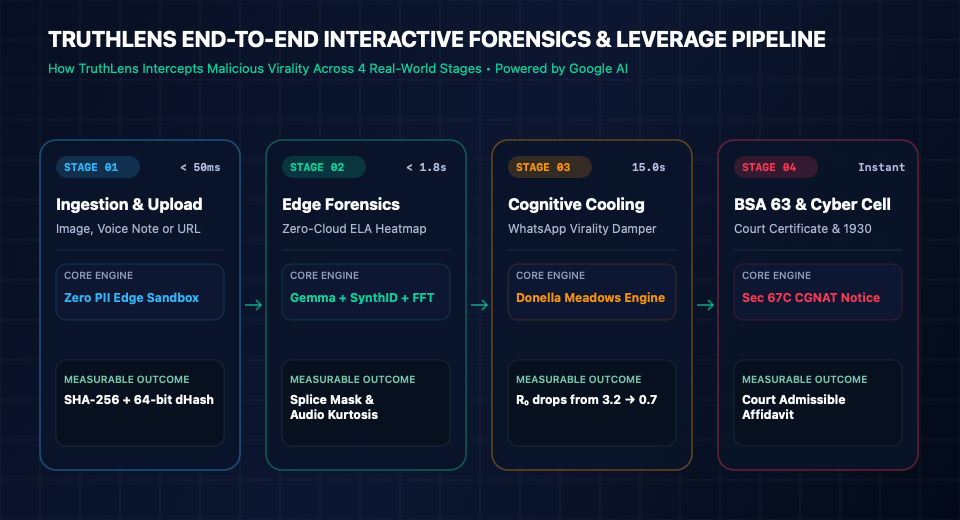 TRUTHLENS END-TO-END INTERACTIVE FORENSICS & LEVERAGE PIPELINE
How TruthLens Intercepts Malicious Virality Across 4 Real-World Stages • Powered by Google AI
STAGE 01
< 50ms
Ingestion & Upload
Image, Voice Note or URL
CORE ENGINE
Zero PII Edge Sandbox
MEASURABLE OUTCOME
SHA-256 + 64-bit dHash
→
STAGE 02
< 1.8s
Edge Forensics
Zero-Cloud ELA Heatmap
CORE ENGINE
Gemma + SynthID + FFT
MEASURABLE OUTCOME
Splice Mask &
Audio Kurtosis
→
STAGE 03
15.0s
Cognitive Cooling
WhatsApp Virality Damper
CORE ENGINE
Donella Meadows Engine
MEASURABLE OUTCOME
R₀ drops from 3.2 → 0.7
→
STAGE 04
Instant
BSA 63 & Cyber Cell
Court Certificate & 1930
CORE ENGINE
Sec 67C CGNAT Notice
MEASURABLE OUTCOME
Court Admissible
Affidavit